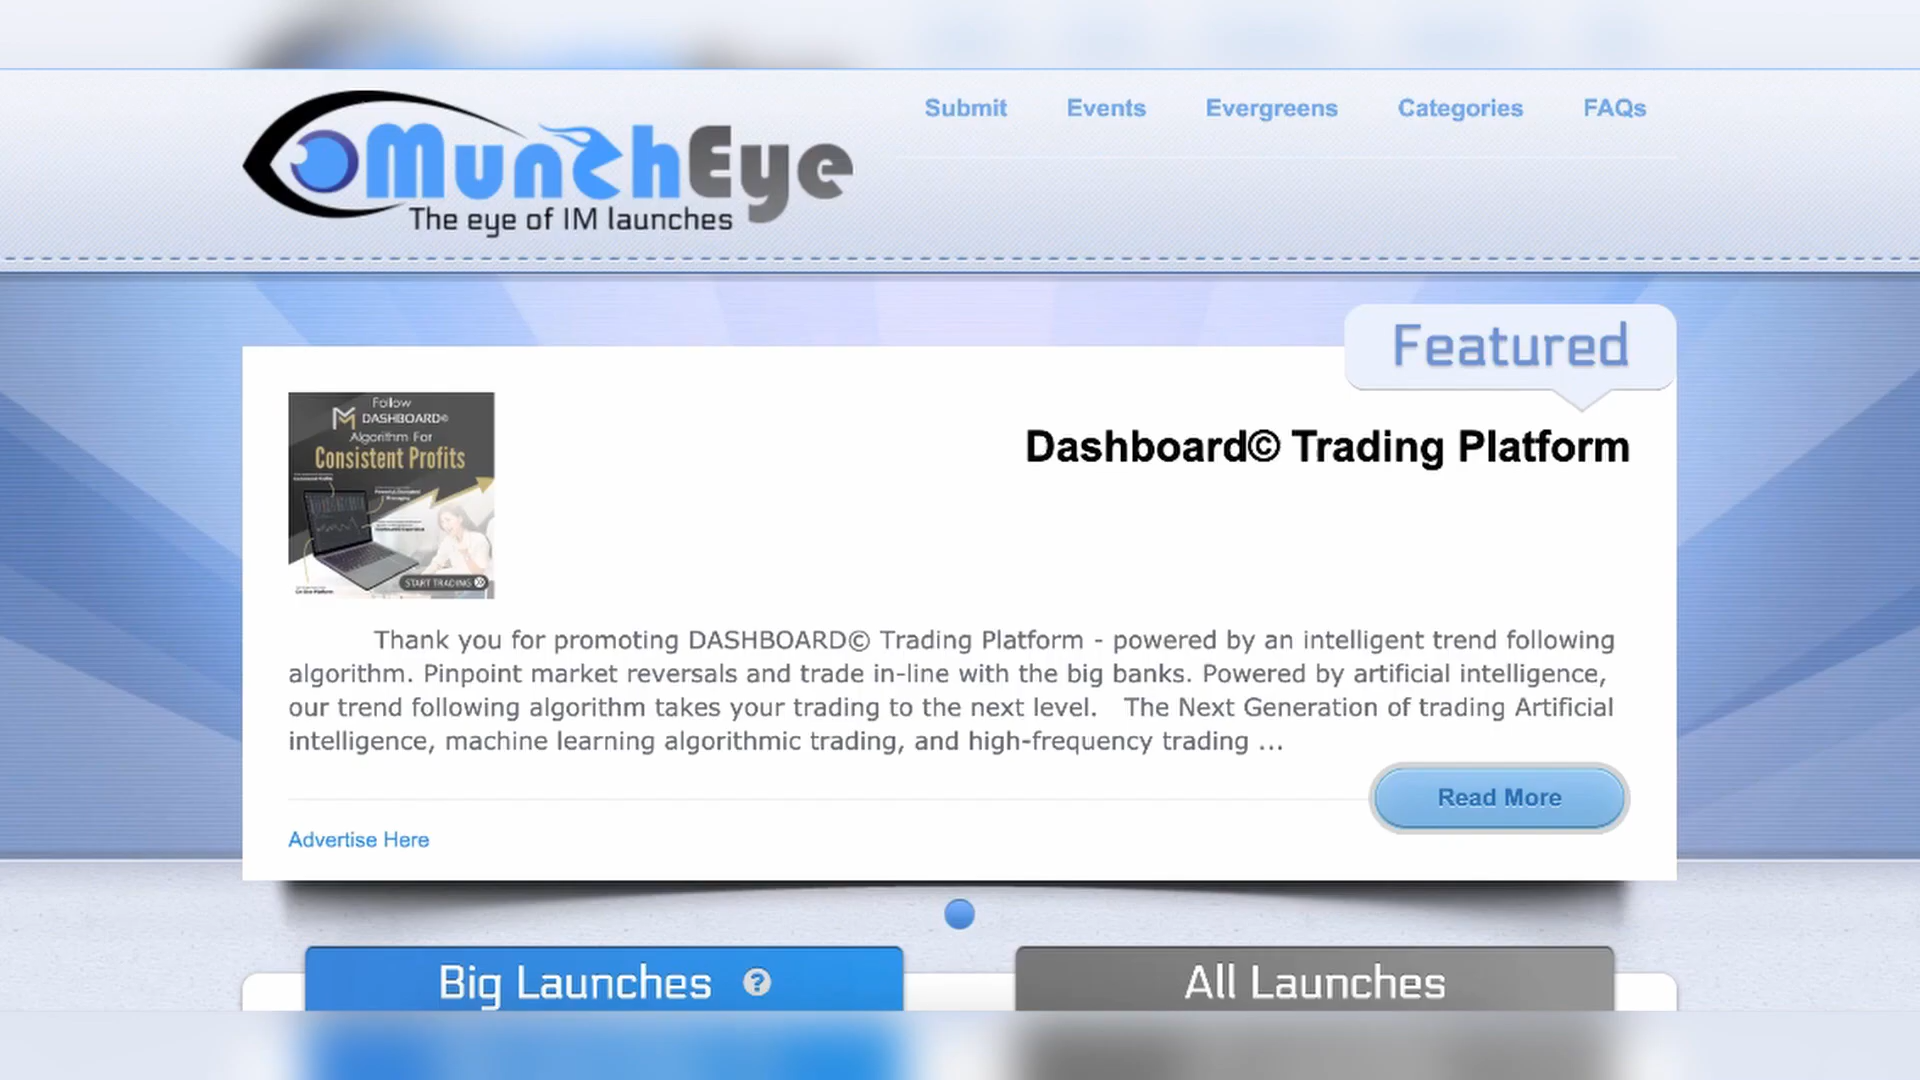 MunchEye
The eye of IM launches
Submit
Events
Evergreens
Categories
FAQs
Featured
Follow
DASHBOARD©
Algorithm For
Consistent Profits
START TRADING
Dashboard© Trading Platform
Thank you for promoting DASHBOARD© Trading Platform - powered by an intelligent trend following
algorithm. Pinpoint market reversals and trade in-line with the big banks. Powered by artificial intelligence,
our trend following algorithm takes your trading to the next level. The Next Generation of trading Artificial
intelligence, machine learning algorithmic trading, and high-frequency trading ...
Read More
Advertise Here
Big Launches ?
All Launches